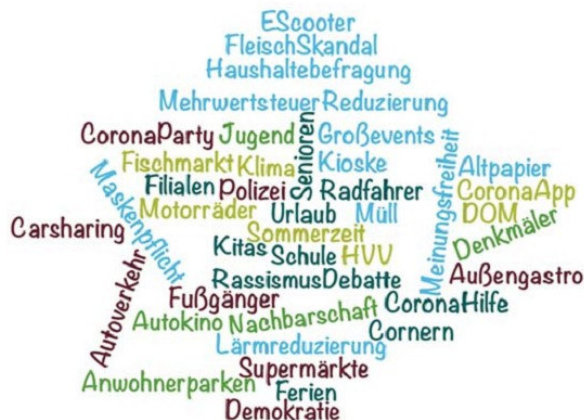 EScooter
FleischSkandal
Haushaltebefragung
MehrwertsteuerReduzierung
CoronaParty Jugend Senioren Großevents
Fischmarkt Klima Kioske Meinungsfreiheit Altpapier
Maskenpflicht Filialen Polizei Radfahrer CoronaApp
Motorräder Urlaub Müll DOM
Carsharing Sommerzeit Denkmäler
Kitas Schule HVV
RassismusDebatte Außengastro
Autoverkehr Fußgänger CoronaHilfe
Autokino Nachbarschaft Cornern
Lärmreduzierung
Supermärkte
Anwohnerparken Ferien
Demokratie